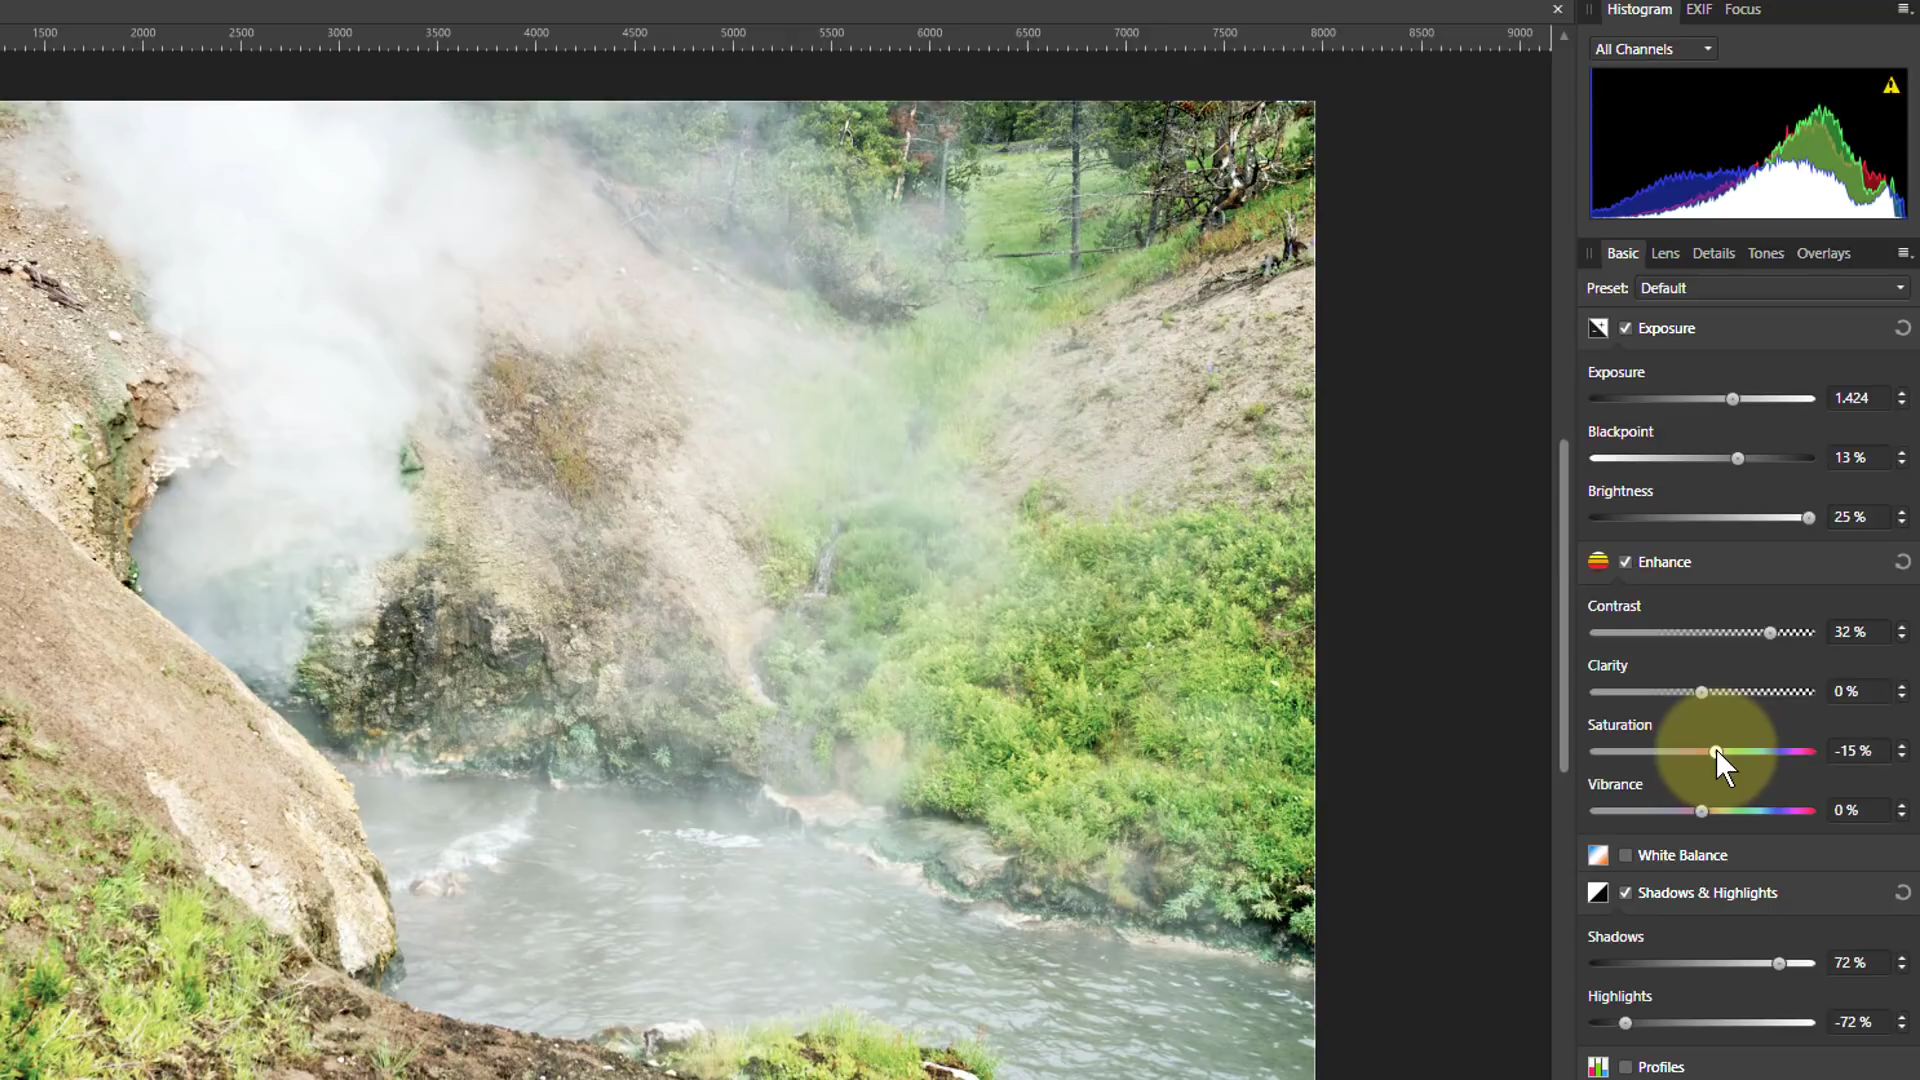 Histogram EXIF Focus
1500 2000 2500 3000 3500 4000 4500 5000 5500 6000 6500 7000 7500 8000 8500 9000
All Channels
Basic Lens Details Tones Overlays
Preset: Default
Exposure
Exposure
1.424
Blackpoint
13 %
Brightness
25 %
Enhance
Contrast
32 %
Clarity
0 %
Saturation
-15 %
Vibrance
0 %
White Balance
Shadows & Highlights
Shadows
72 %
Highlights
-72 %
Profiles